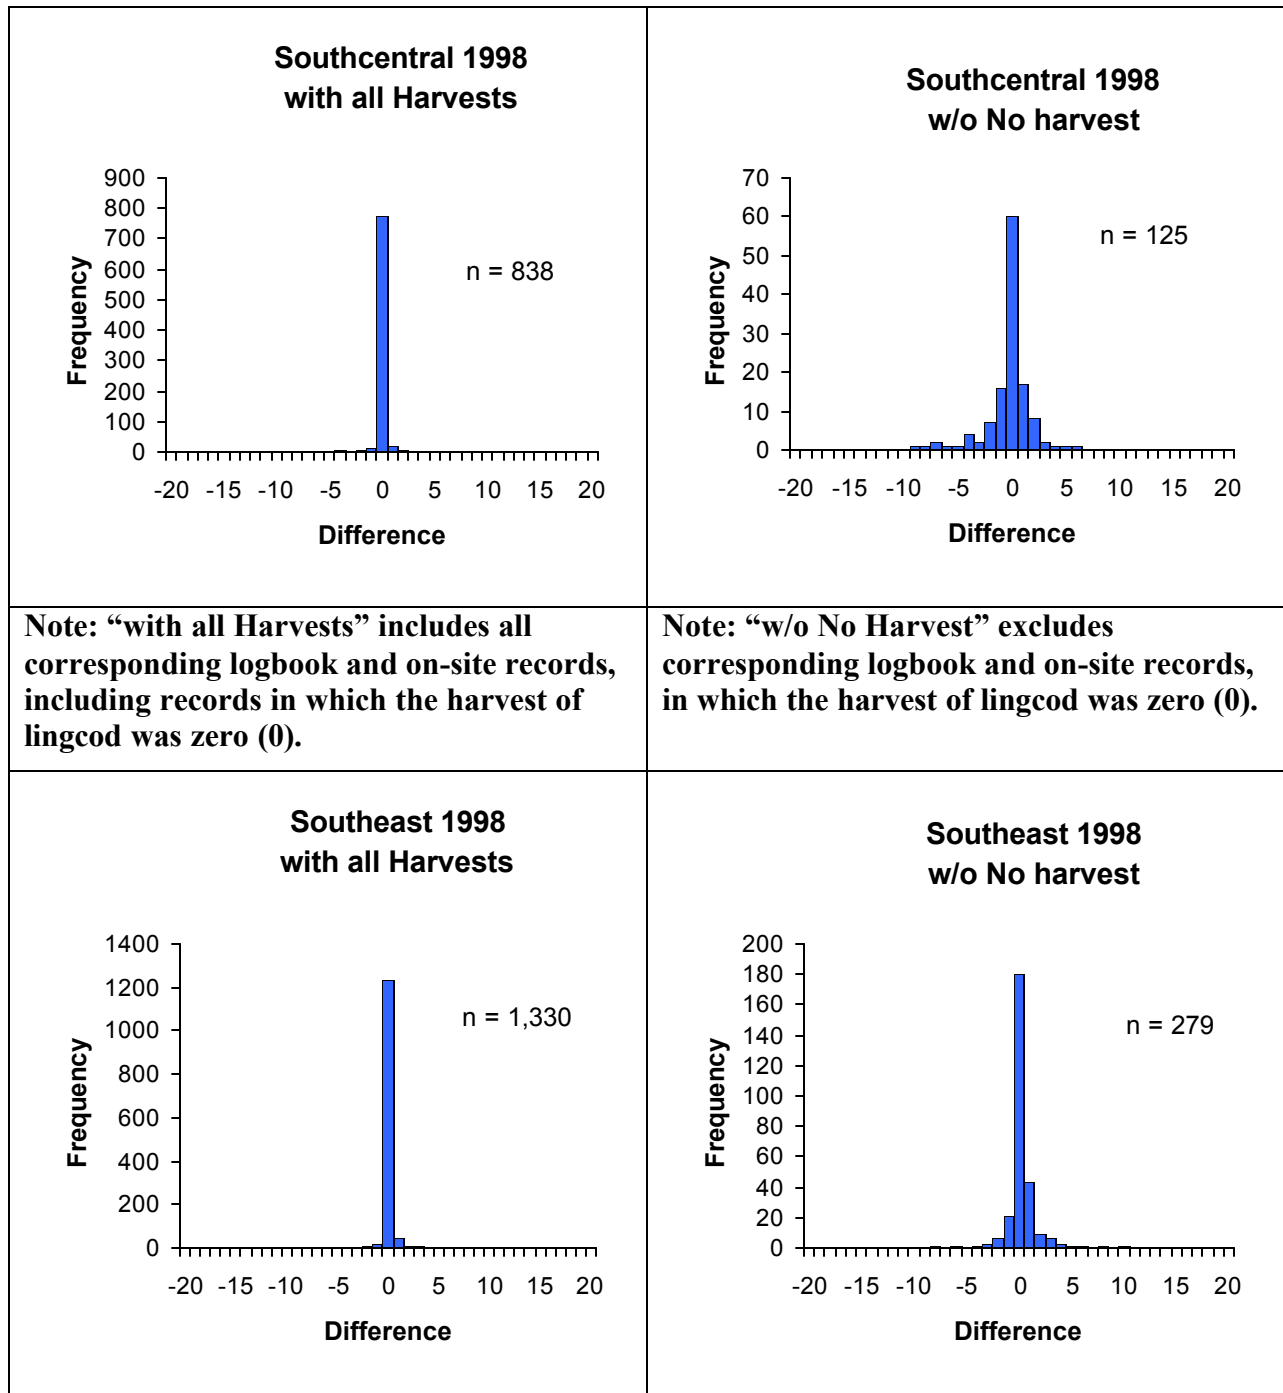 Southcentral 1998
with all Harvests
900
800
700
600
500
400
300
200
100
0
Frequency
n = 838
-20 -15 -10 -5 0 5 10 15 20
Difference
Southcentral 1998
w/o No harvest
70
60
50
40
30
20
10
0
Frequency
n = 125
-20 -15 -10 -5 0 5 10 15 20
Difference
Note: “with all Harvests” includes all
corresponding logbook and on-site records,
including records in which the harvest of
lingcod was zero (0).
Note: “w/o No Harvest” excludes
corresponding logbook and on-site records,
in which the harvest of lingcod was zero (0).
Southeast 1998
with all Harvests
1400
1200
1000
800
600
400
200
0
Frequency
n = 1,330
-20 -15 -10 -5 0 5 10 15 20
Difference
Southeast 1998
w/o No harvest
200
180
160
140
120
100
80
60
40
20
0
Frequency
n = 279
-20 -15 -10 -5 0 5 10 15 20
Difference